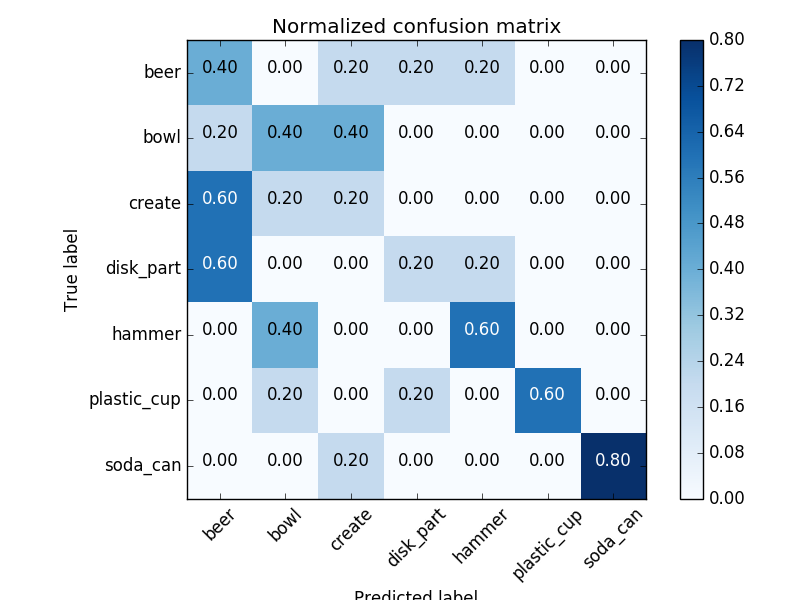 Normalized confusion matrix
beer 0.40 0.00 0.20 0.20 0.20 0.00 0.00
bowl 0.20 0.40 0.40 0.00 0.00 0.00 0.00
create 0.60 0.20 0.20 0.00 0.00 0.00 0.00
disk_part 0.60 0.00 0.00 0.20 0.20 0.00 0.00
hammer 0.00 0.40 0.00 0.00 0.60 0.00 0.00
plastic_cup 0.00 0.20 0.00 0.20 0.00 0.60 0.00
soda_can 0.00 0.00 0.20 0.00 0.00 0.00 0.80
True label
beer bowl create disk_part hammer plastic_cup soda_can
Predicted label
0.80
0.72
0.64
0.56
0.48
0.40
0.32
0.24
0.16
0.08
0.00